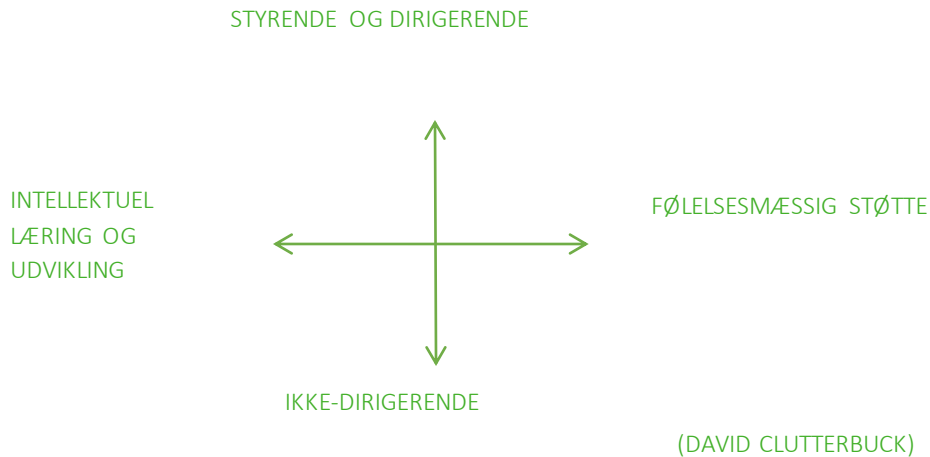 STYRENDE OG DIRIGERENDE
INTELLEKTUEL
LÆRING OG
UDVIKLING
FØLELSESMÆSSIG STØTTE
IKKE-DIRIGERENDE
(DAVID CLUTTERBUCK)